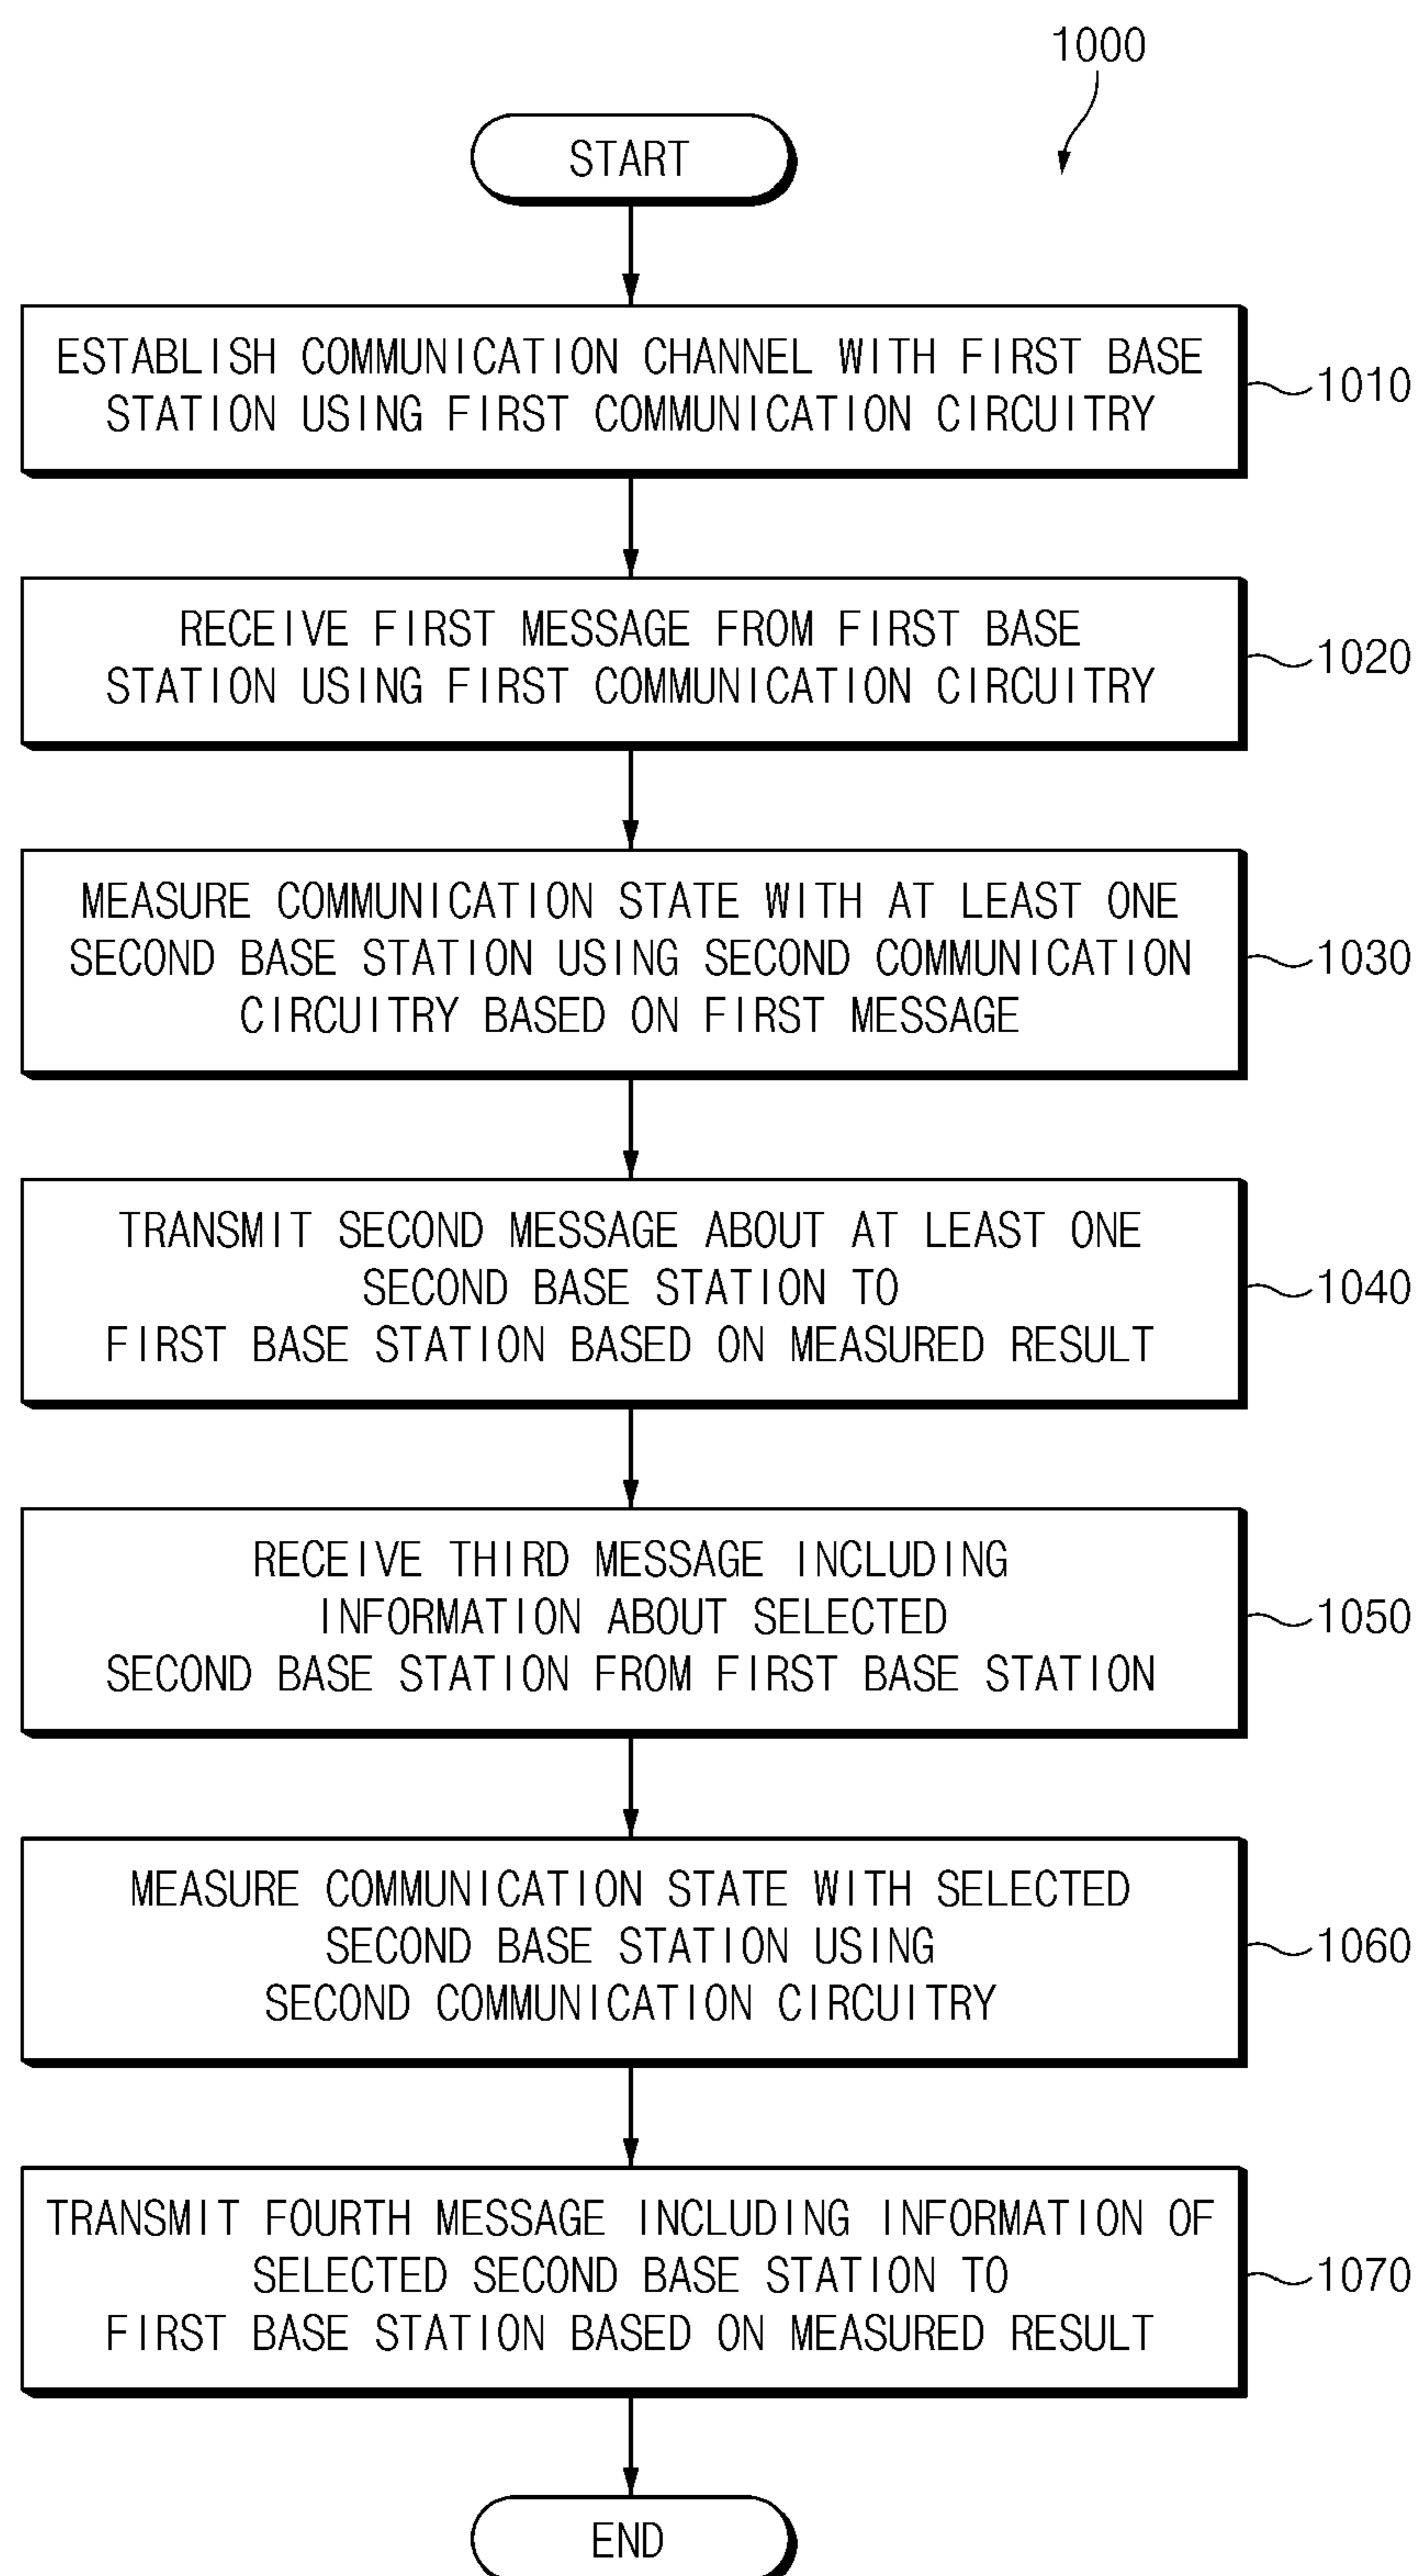 1000
START
ESTABLISH COMMUNICATION CHANNEL WITH FIRST BASE
STATION USING FIRST COMMUNICATION CIRCUITRY
1010
RECEIVE FIRST MESSAGE FROM FIRST BASE
STATION USING FIRST COMMUNICATION CIRCUITRY
1020
MEASURE COMMUNICATION STATE WITH AT LEAST ONE
SECOND BASE STATION USING SECOND COMMUNICATION
CIRCUITRY BASED ON FIRST MESSAGE
1030
TRANSMIT SECOND MESSAGE ABOUT AT LEAST ONE
SECOND BASE STATION TO
FIRST BASE STATION BASED ON MEASURED RESULT
1040
RECEIVE THIRD MESSAGE INCLUDING
INFORMATION ABOUT SELECTED
SECOND BASE STATION FROM FIRST BASE STATION
1050
MEASURE COMMUNICATION STATE WITH SELECTED
SECOND BASE STATION USING
SECOND COMMUNICATION CIRCUITRY
1060
TRANSMIT FOURTH MESSAGE INCLUDING INFORMATION OF
SELECTED SECOND BASE STATION TO
FIRST BASE STATION BASED ON MEASURED RESULT
1070
END